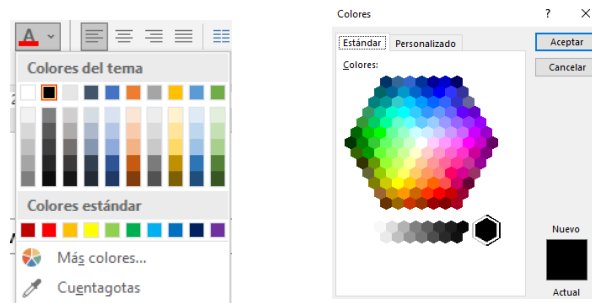 A
Colores del tema
Colores estándar
Más colores...
Cuentagotas
Colores
?
Estándar
Personalizado
Colores:
Aceptar
Cancelar
Nuevo
Actual